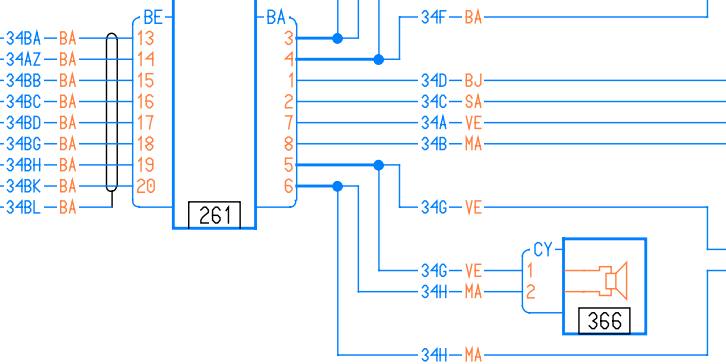 BE BA 34F BA
34BA BA 13 3
34AZ BA 14 4
34BB BA 15 1 34D BJ
34BC BA 16 2 34C SA
34BD BA 17 7 34A VE
34BG BA 18 8 34B MA
34BH BA 19 5
34BK BA 20 6
34BL BA 261 34G VE
CY
34G VE 1
34H MA 2
366
34H MA